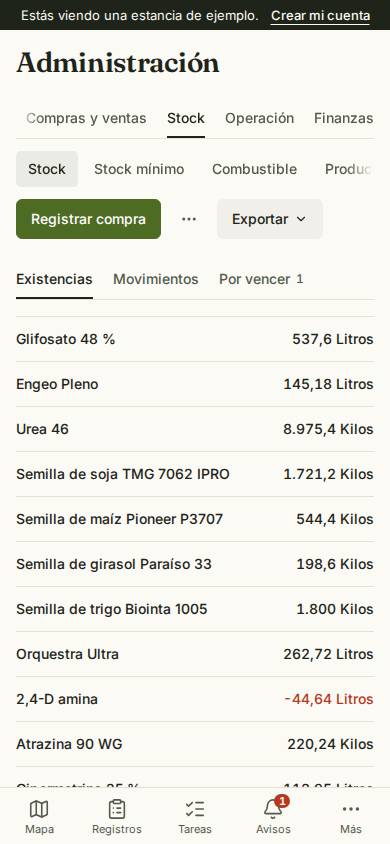 Estás viendo una estancia de ejemplo. Crear mi cuenta
Administración
Compras y ventas Stock Operación Finanzas
Stock Stock mínimo Combustible Produc
Registrar compra ... Exportar
Existencias Movimientos Por vencer 1
Glifosato 48 % 537,6 Litros
Engeo Pleno 145,18 Litros
Urea 46 8.975,4 Kilos
Semilla de soja TMG 7062 IPRO 1.721,2 Kilos
Semilla de maíz Pioneer P3707 544,4 Kilos
Semilla de girasol Paraíso 33 198,6 Kilos
Semilla de trigo Biointa 1005 1.800 Kilos
Orquestra Ultra 262,72 Litros
2,4-D amina -44,64 Litros
Atrazina 90 WG 220,24 Kilos
1
Mapa Registros Tareas Avisos Más